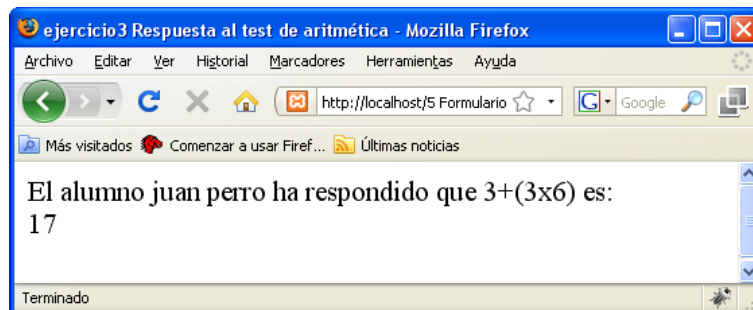 ejercicio3 Respuesta al test de aritmética - Mozilla Firefox
Archivo Editar Ver Historial Marcadores Herramientas Ayuda
http://localhost/5 Formulario G Google
Más visitados Comenzar a usar Firef... Últimas noticias
El alumno juan perro ha respondido que 3+(3x6) es:
17
Terminado